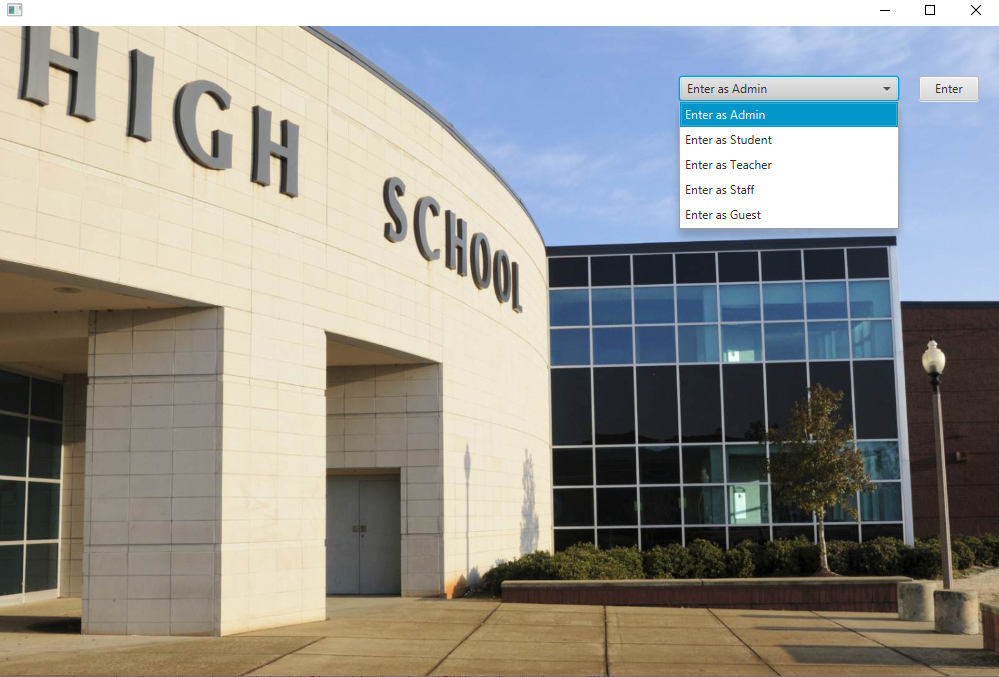 HIGH SCHOOL
Enter as Admin
Enter
Enter as Admin
Enter as Student
Enter as Teacher
Enter as Staff
Enter as Guest